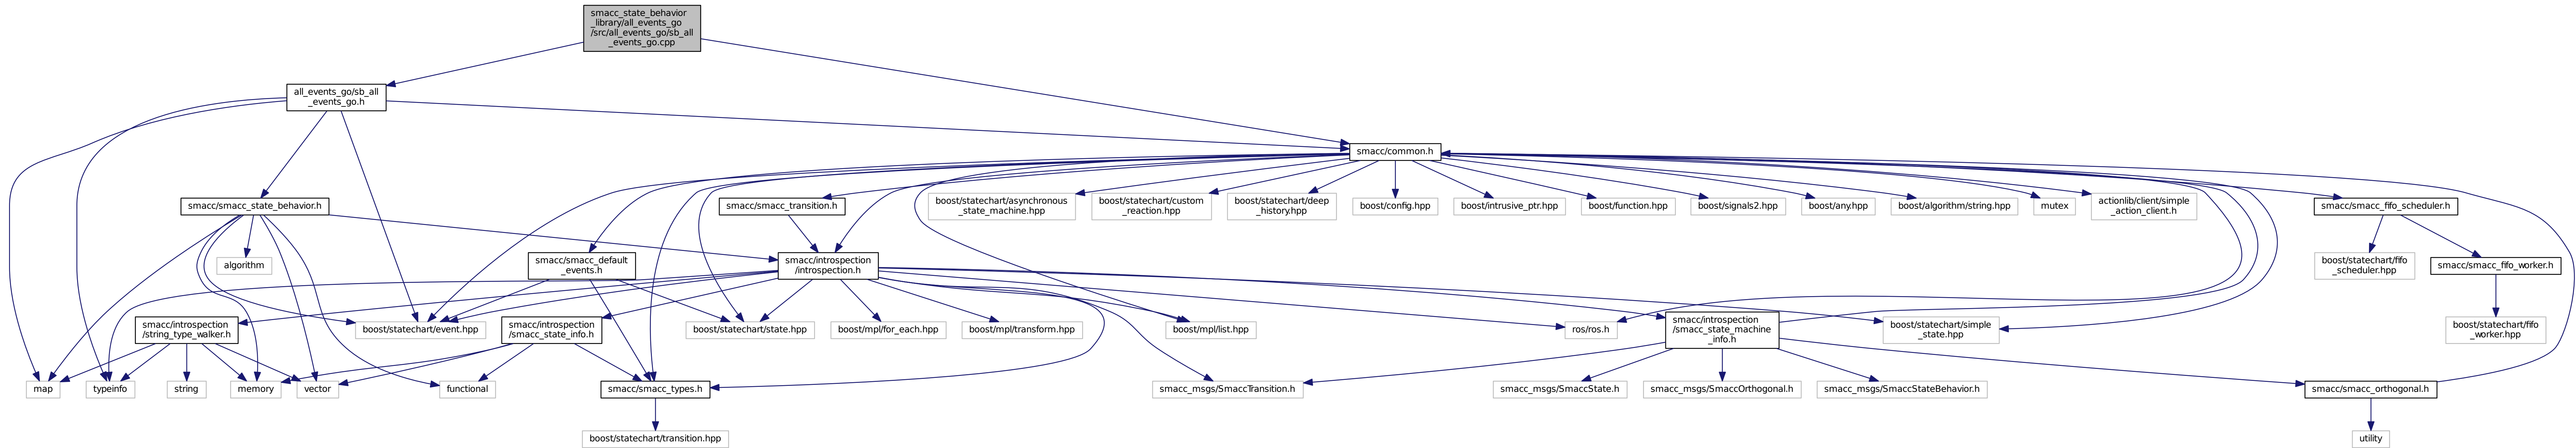 smacc_state_behavior
_library/all_events_go
/src/all_events_go/sb_all
_events_go.cpp
all_events_go/sb_all
_events_go.h
smacc/common.h
smacc/smacc_state_behavior.h
smacc/smacc_transition.h
boost/statechart/asynchronous
_state_machine.hpp
boost/statechart/custom
_reaction.hpp
boost/statechart/deep
_history.hpp
boost/config.hpp
boost/intrusive_ptr.hpp
boost/function.hpp
boost/signals2.hpp
boost/any.hpp
boost/algorithm/string.hpp
mutex
actionlib/client/simple
_action_client.h
smacc/smacc_fifo_scheduler.h
algorithm
smacc/smacc_default
_events.h
smacc/introspection
/introspection.h
boost/statechart/fifo
_scheduler.hpp
smacc/smacc_fifo_worker.h
smacc/introspection
/string_type_walker.h
boost/statechart/event.hpp
smacc/introspection
/smacc_state_info.h
boost/statechart/state.hpp
boost/mpl/for_each.hpp
boost/mpl/transform.hpp
boost/mpl/list.hpp
ros/ros.h
smacc/introspection
/smacc_state_machine
_info.h
boost/statechart/simple
_state.hpp
boost/statechart/fifo
_worker.hpp
map
typeinfo
string
memory
vector
functional
smacc/smacc_types.h
smacc_msgs/SmaccTransition.h
smacc_msgs/SmaccState.h
smacc_msgs/SmaccOrthogonal.h
smacc_msgs/SmaccStateBehavior.h
smacc/smacc_orthogonal.h
boost/statechart/transition.hpp
utility